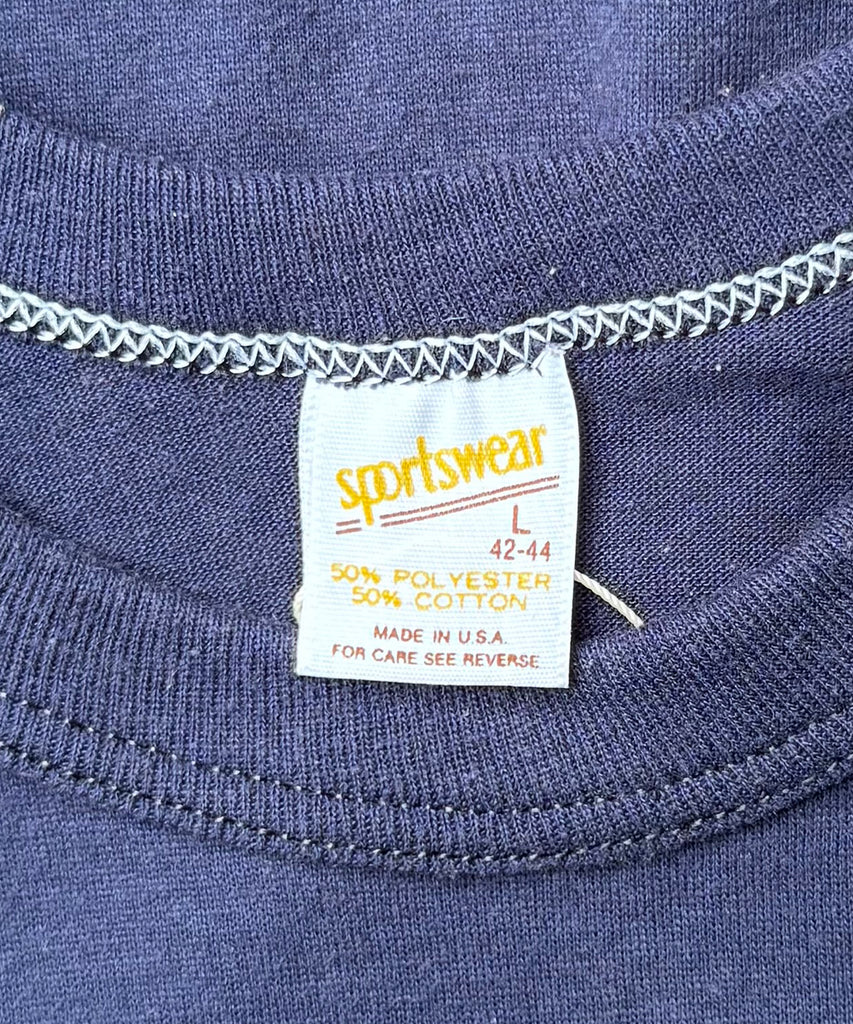 sportswear
L
42-44
50% POLYESTER
50% COTTON
MADE IN U.S.A.
FOR CARE SEE REVERSE